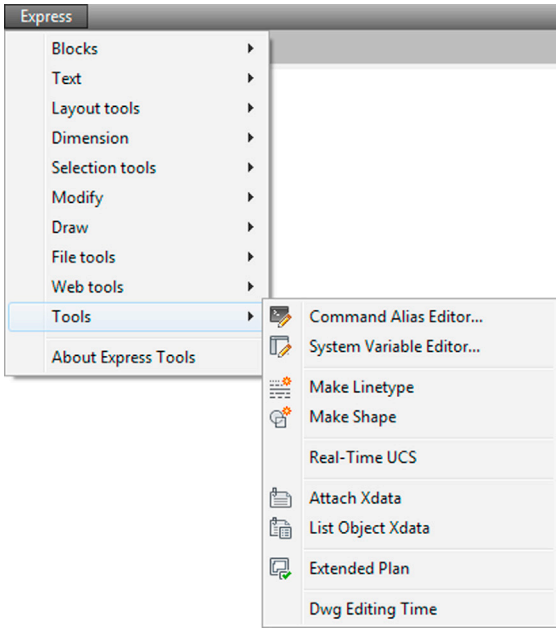 Express
Blocks
Text
Layout tools
Dimension
Selection tools
Modify
Draw
File tools
Web tools
Tools
About Express Tools
Command Alias Editor...
System Variable Editor...
Make Linetype
Make Shape
Real-Time UCS
Attach Xdata
List Object Xdata
Extended Plan
Dwg Editing Time